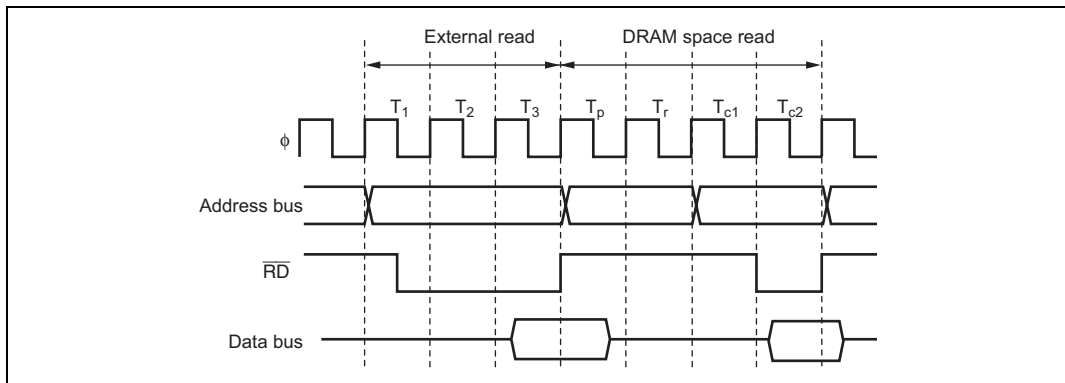 External read DRAM space read
T1 T2 T3 Tp Tr Tc1 Tc2
ϕ
Address bus
RD
Data bus